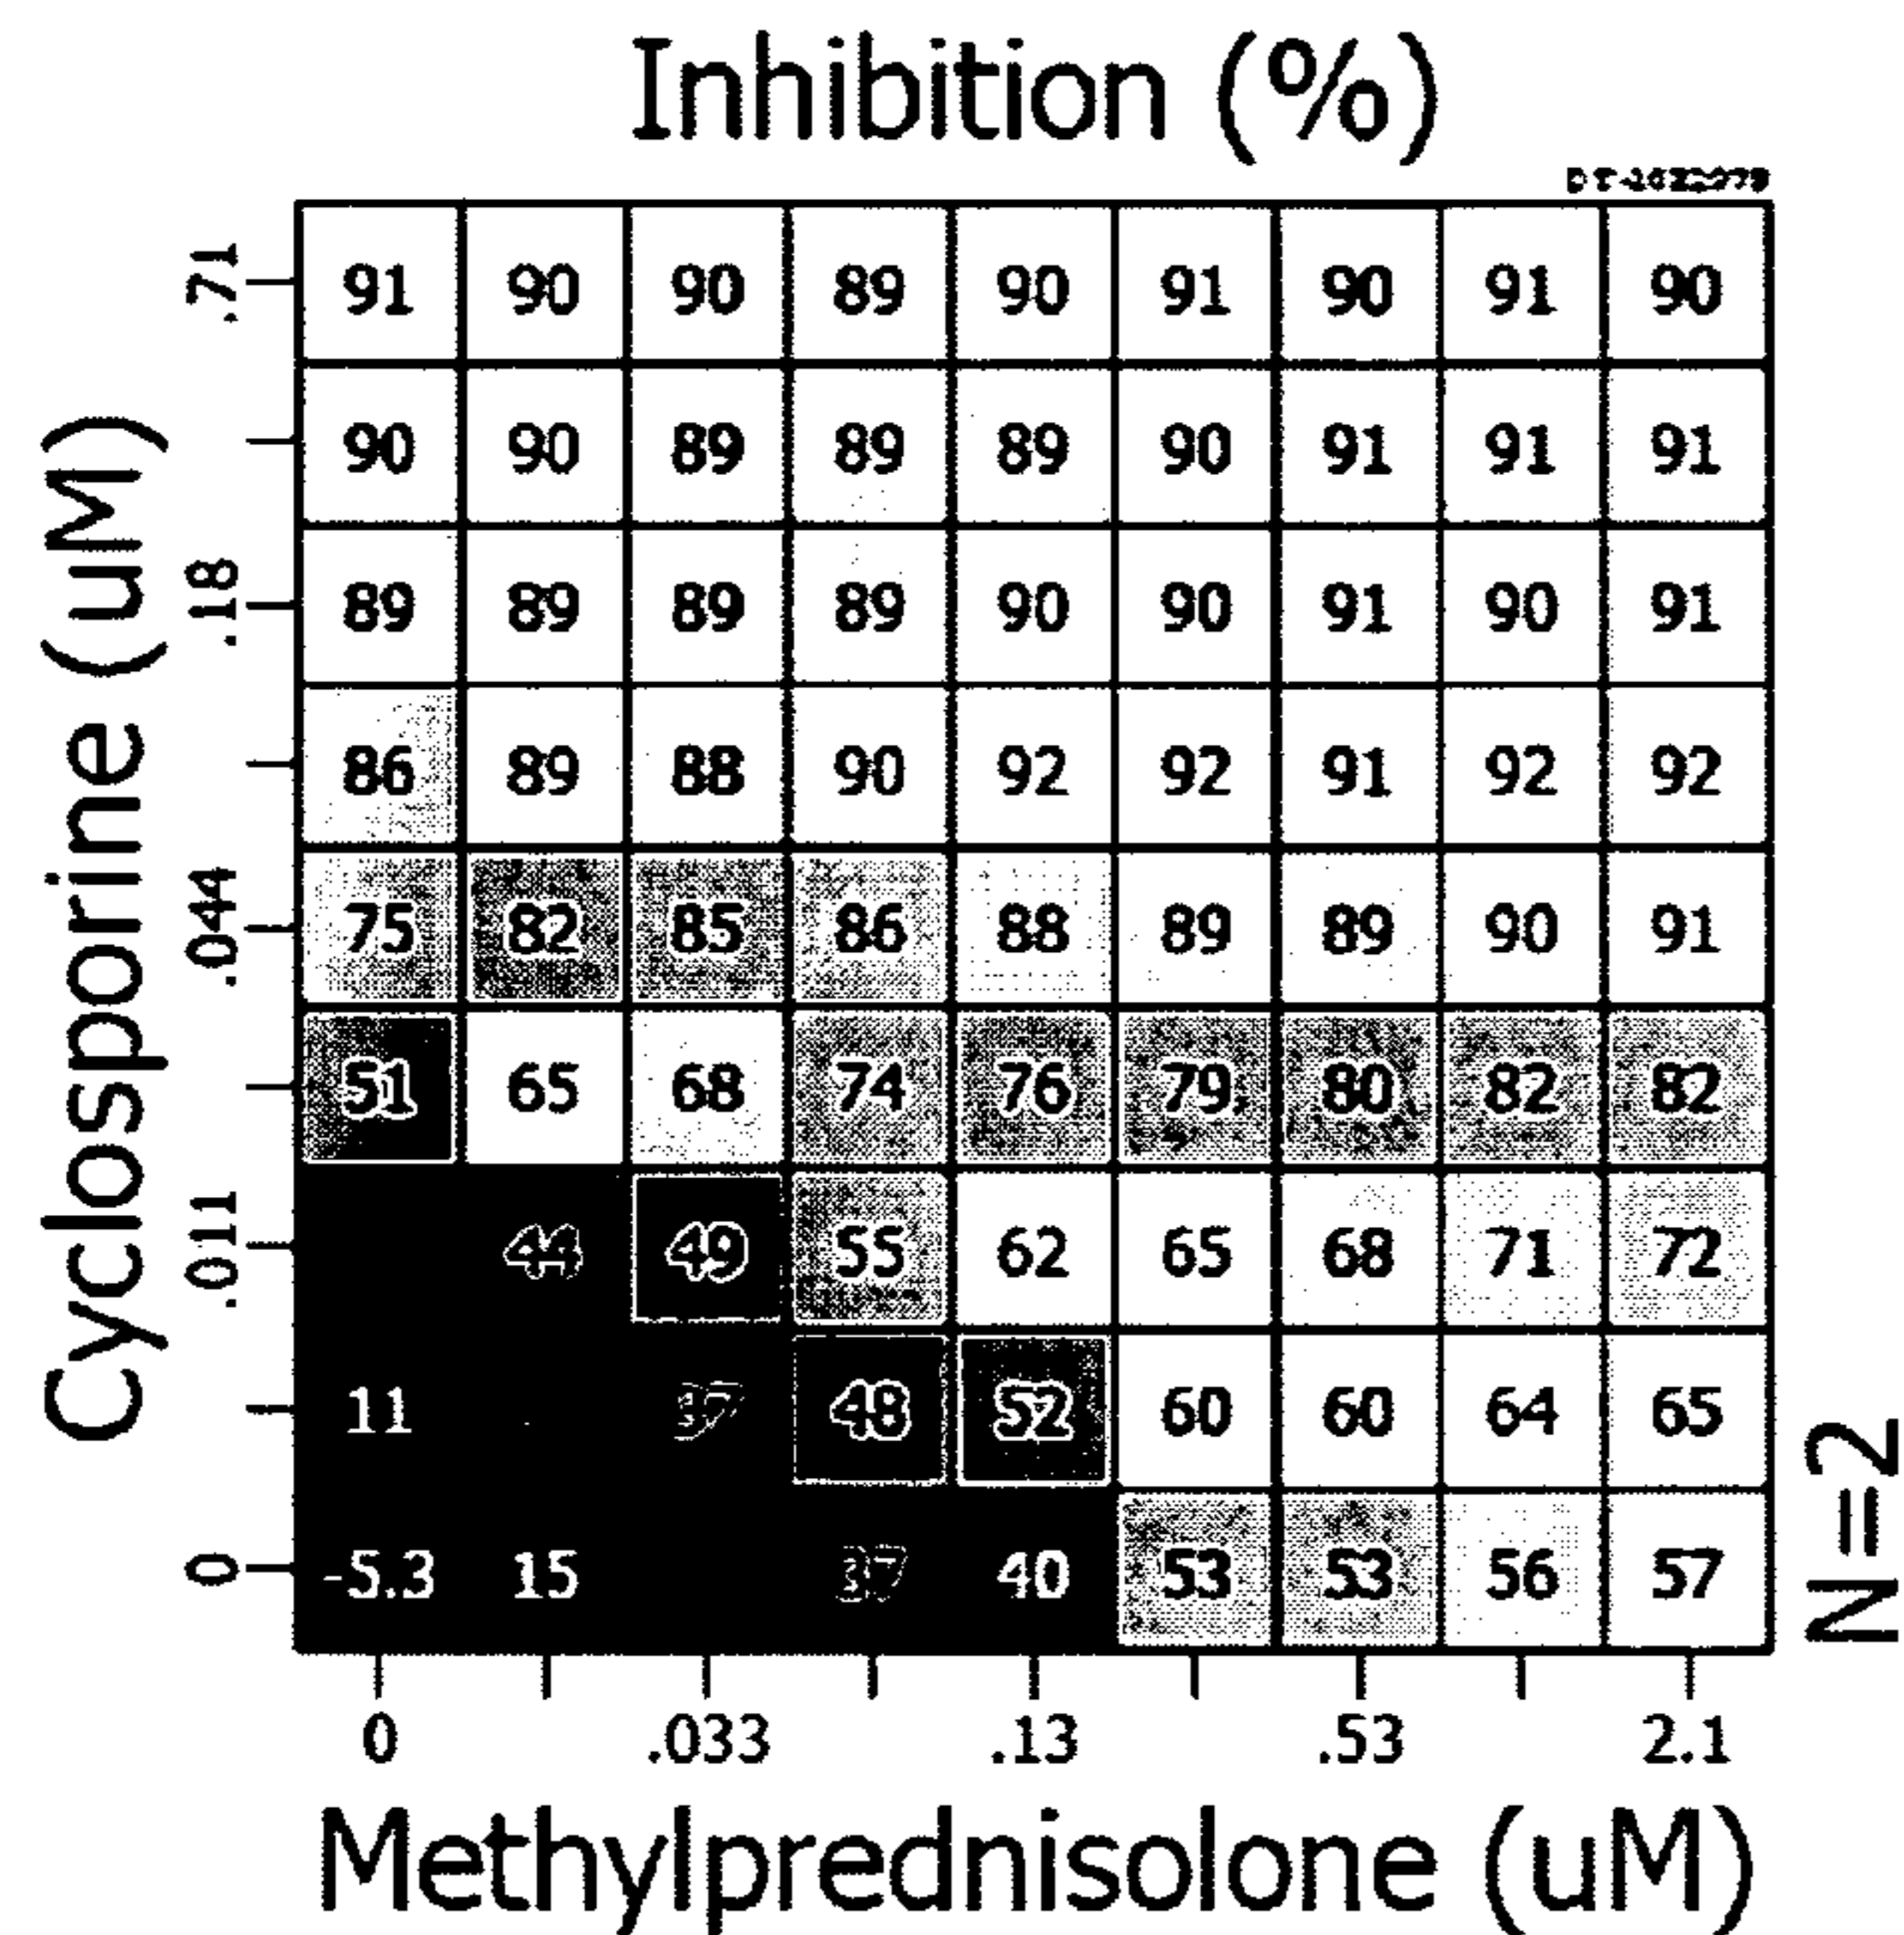 Inhibition (%)
.71 91 90 90 89 90 91 90 91 90
90 90 89 89 89 90 91 91 91
.18 89 89 89 89 90 90 91 90 91
86 89 88 90 92 92 91 92 92
.044 75 82 85 86 88 89 89 90 91
51 65 68 74 76 79 80 82 82
.011 44 49 55 62 65 68 71 72
11 37 48 52 60 60 64 65
0 -5.3 15 37 40 53 53 56 57
0 .033 .13 .53 2.1
Methylprednisolone (uM)
Cyclosporine (uM)
N=2